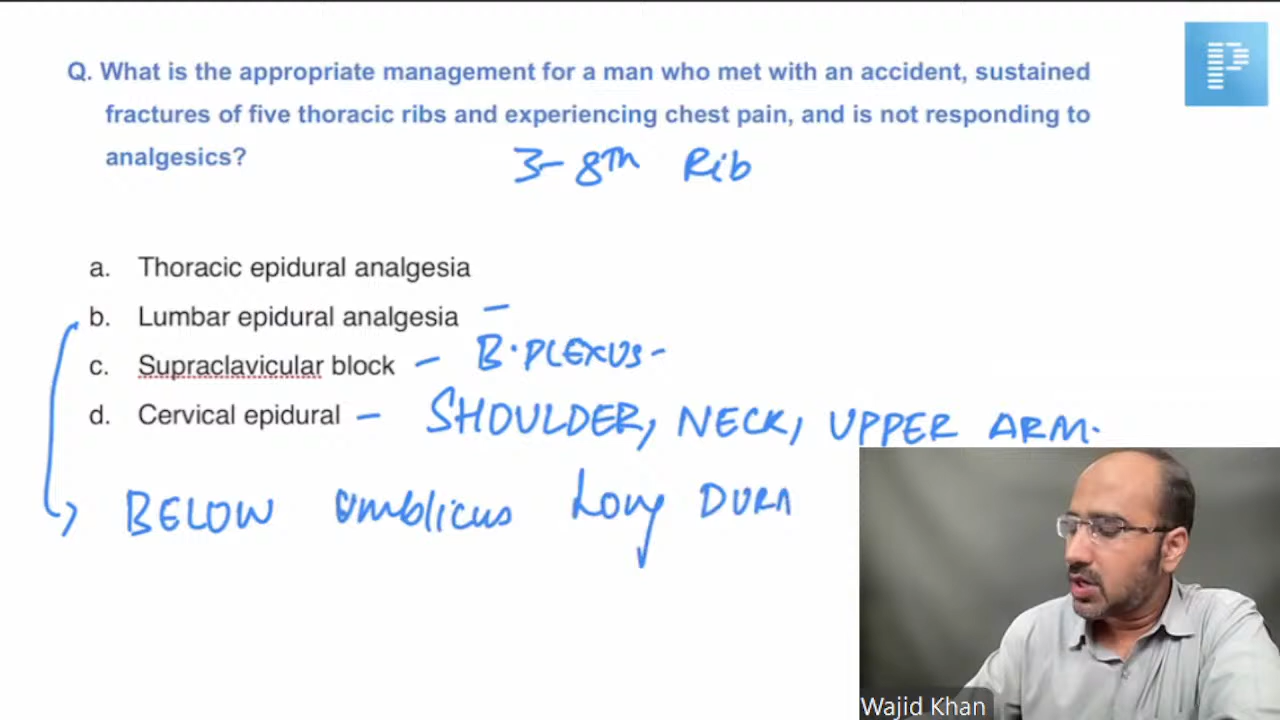 Q. What is the appropriate management for a man who met with an accident, sustained
fractures of five thoracic ribs and experiencing chest pain, and is not responding to
analgesics?
3-8th Rib
a. Thoracic epidural analgesia
b. Lumbar epidural analgesia -
c. Supraclavicular block - B.PLEXUS-
d. Cervical epidural - SHOULDER, NECK, UPPER ARM.
BELOW umblicus Long DURA
P
Wajid Khan